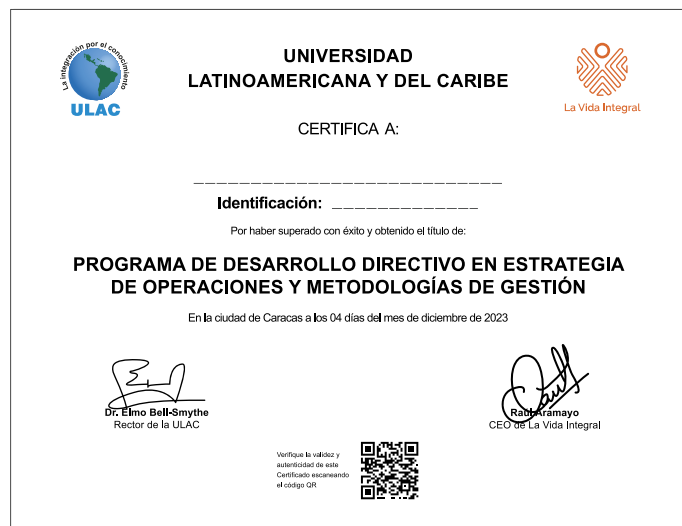 La integración por el conocimiento
ULAC
UNIVERSIDAD
LATINOAMERICANA Y DEL CARIBE
La Vida Integral
CERTIFICA A:
Identificación:
Por haber superado con éxito y obtenido el título de:
PROGRAMA DE DESARROLLO DIRECTIVO EN ESTRATEGIA
DE OPERACIONES Y METODOLOGÍAS DE GESTIÓN
En la ciudad de Caracas a los 04 días del mes de diciembre de 2023
Dr. Elmo Bell-Smythe
Rector de la ULAC
Raúl Aramayo
CEO de La Vida Integral
Verifique la validez y
autenticidad de este
Certificado escaneando
el código QR